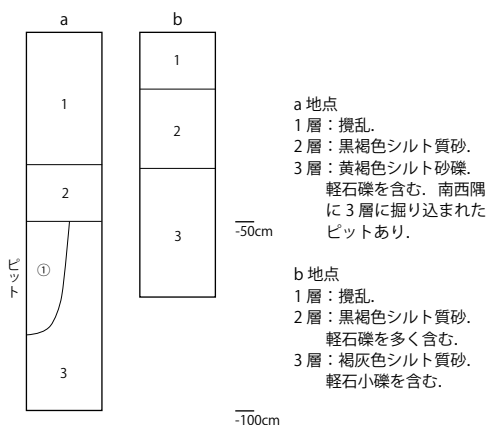 a
b
1
2
①
3
ピット
1
2
3
-50cm
-100cm
a 地点
1 層：攪乱.
2 層：黒褐色シルト質砂.
3 層：黄褐色シルト砂礫.
軽石礫を含む. 南西隅
に 3 層に掘り込まれた
ピットあり.
b 地点
1 層：攪乱.
2 層：黒褐色シルト質砂.
軽石礫を多く含む.
3 層：褐灰色シルト質砂.
軽石小礫を含む.